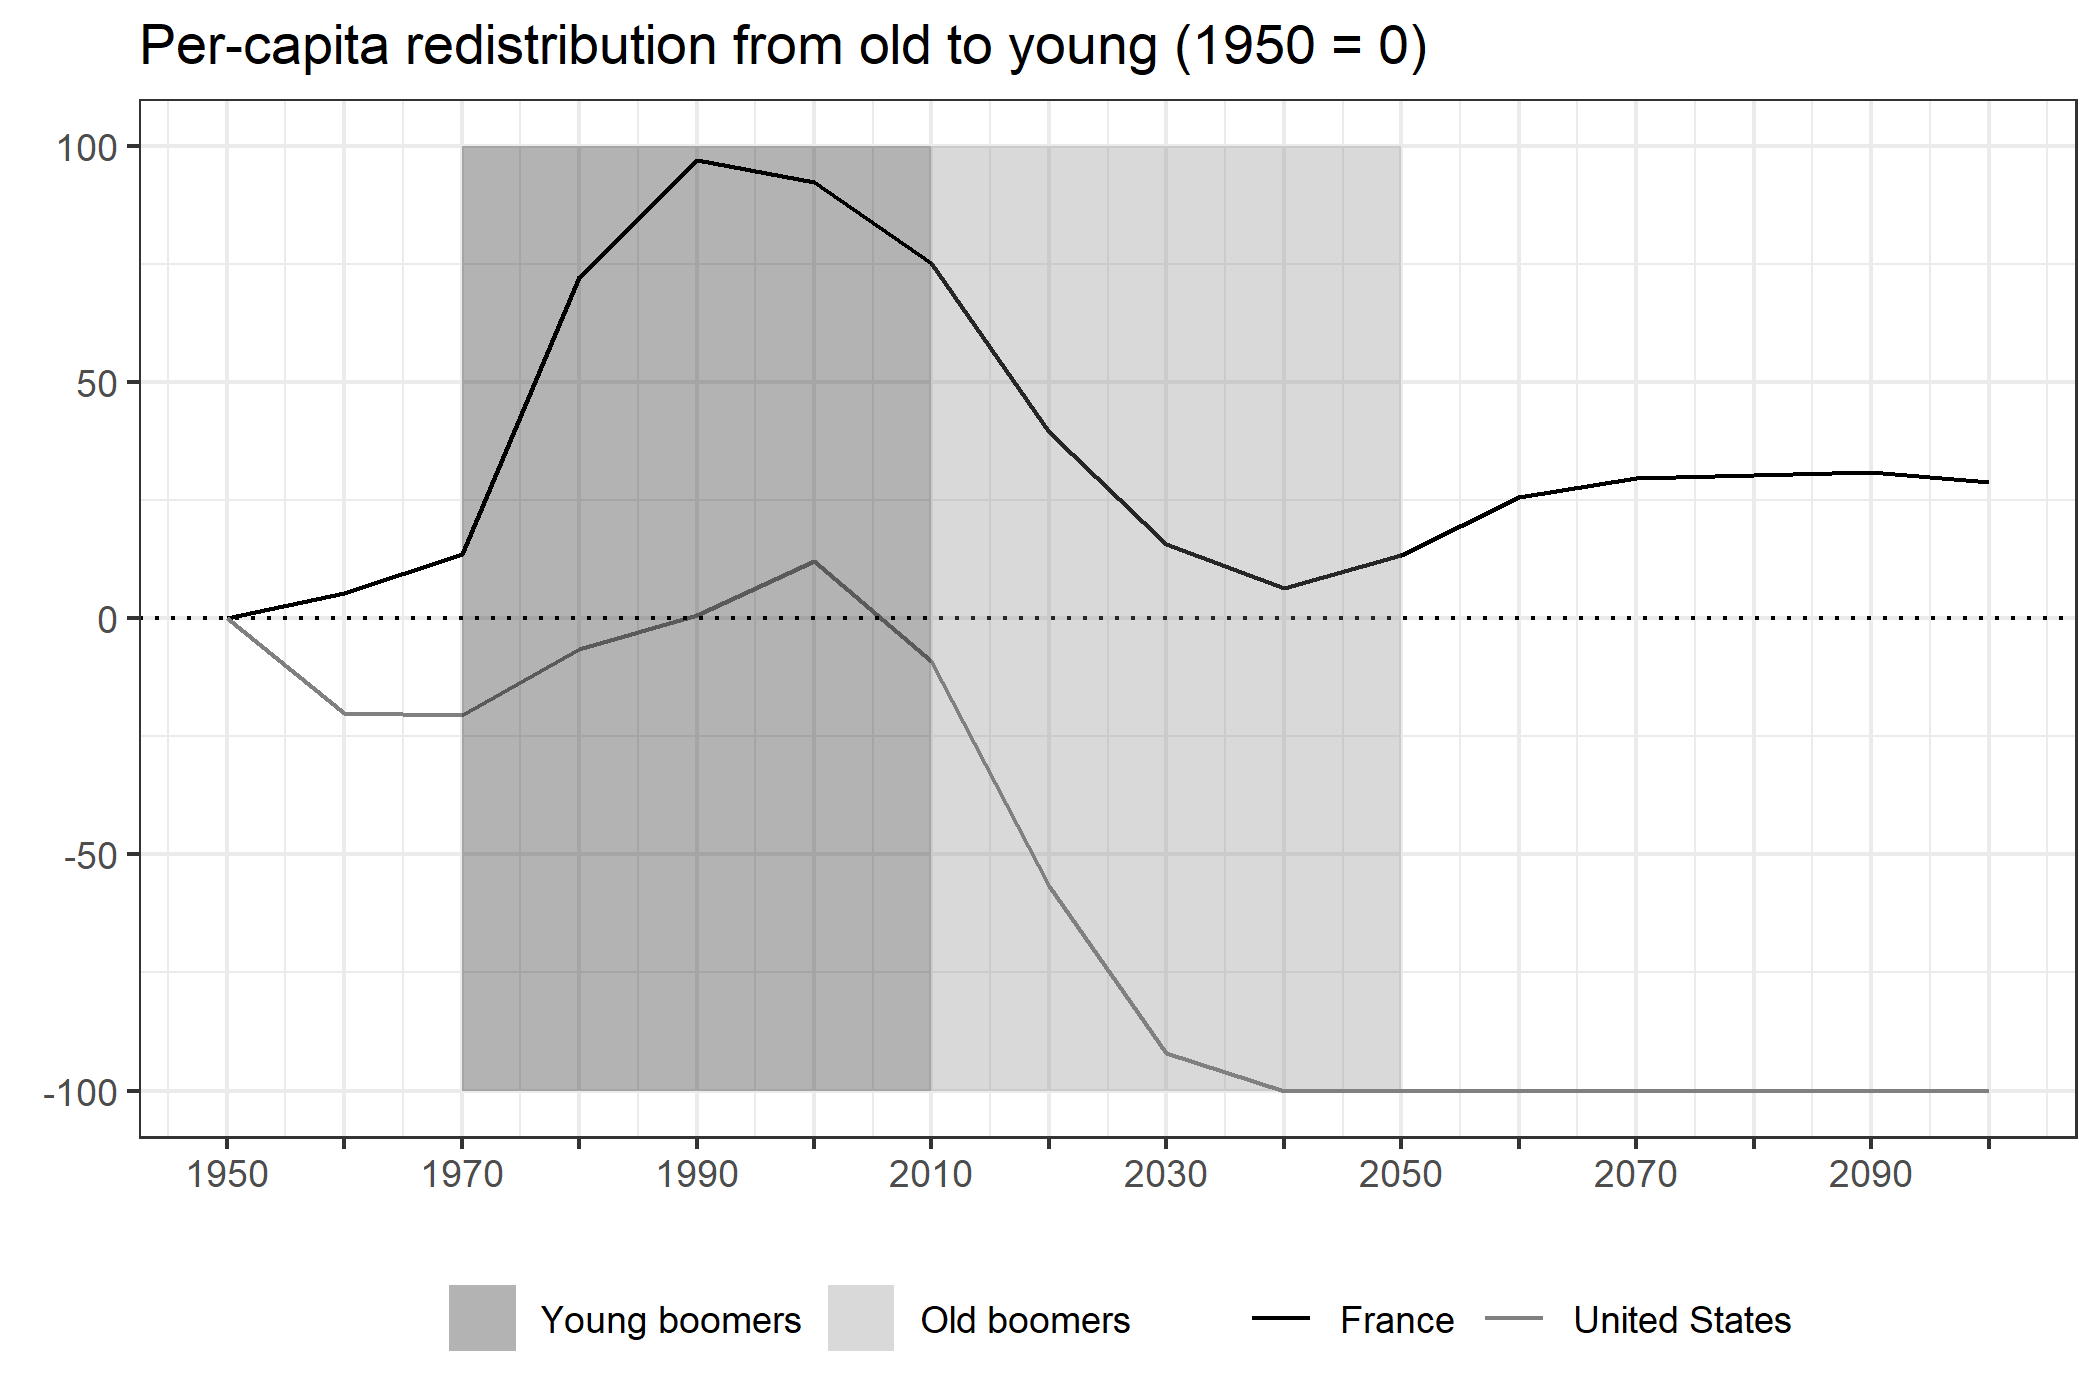 Per-capita redistribution from old to young (1950 = 0)
100
50
0
-50
-100
1950 1970 1990 2010 2030 2050 2070 2090
Young boomers Old boomers France United States